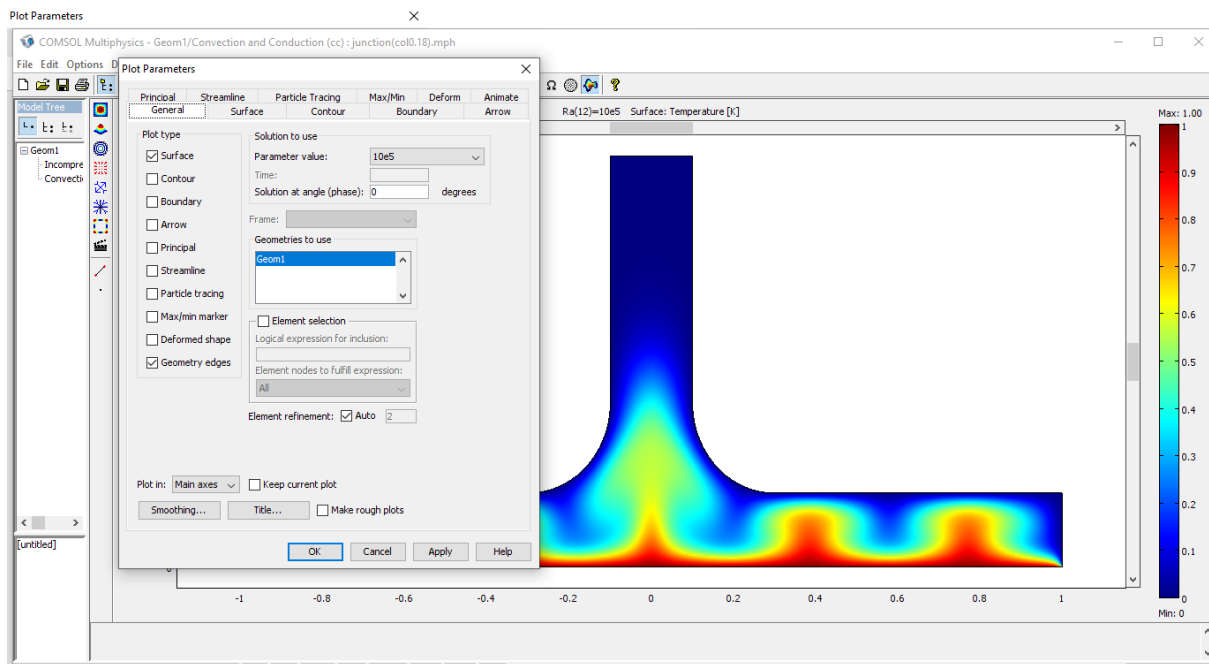 Plot Parameters
COMSOL Multiphysics - Geom1/Convection and Conduction (cc) : junction(col0.18).mph
File Edit Options D
Plot Parameters
Model Tree
Geom1
Incompre
Convecti
[untitled]
Principal Streamline Particle Tracing Max/Min Deform Animate
General Surface Contour Boundary Arrow
Plot type
Surface
Contour
Boundary
Arrow
Principal
Streamline
Particle tracing
Max/min marker
Deformed shape
Geometry edges
Solution to use
Parameter value: 10e5
Time:
Solution at angle (phase): 0 degrees
Frame:
Geometries to use
Geom1
Element selection
Logical expression for inclusion:
Element nodes to fulfill expression:
All
Element refinement: Auto 2
Plot in: Main axes Keep current plot
Smoothing... Title... Make rough plots
OK Cancel Apply Help
Ra(12)=10e5 Surface: Temperature [K]
Max: 1.00
1
0.9
0.8
0.7
0.6
0.5
0.4
0.3
0.2
0.1
0
Min: 0
-1 -0.8 -0.6 -0.4 -0.2 0 0.2 0.4 0.6 0.8 1